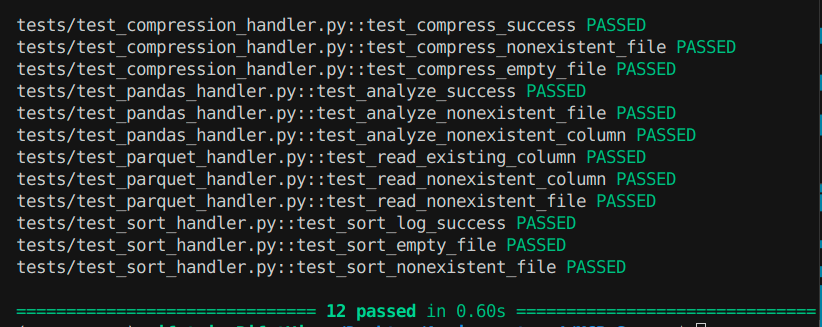 tests/test_compression_handler.py::test_compress_success PASSED
tests/test_compression_handler.py::test_compress_nonexistent_file PASSED
tests/test_compression_handler.py::test_compress_empty_file PASSED
tests/test_pandas_handler.py::test_analyze_success PASSED
tests/test_pandas_handler.py::test_analyze_nonexistent_file PASSED
tests/test_pandas_handler.py::test_analyze_nonexistent_column PASSED
tests/test_parquet_handler.py::test_read_existing_column PASSED
tests/test_parquet_handler.py::test_read_nonexistent_column PASSED
tests/test_parquet_handler.py::test_read_nonexistent_file PASSED
tests/test_sort_handler.py::test_sort_log_success PASSED
tests/test_sort_handler.py::test_sort_empty_file PASSED
tests/test_sort_handler.py::test_sort_nonexistent_file PASSED
============================== 12 passed in 0.60s ==============================